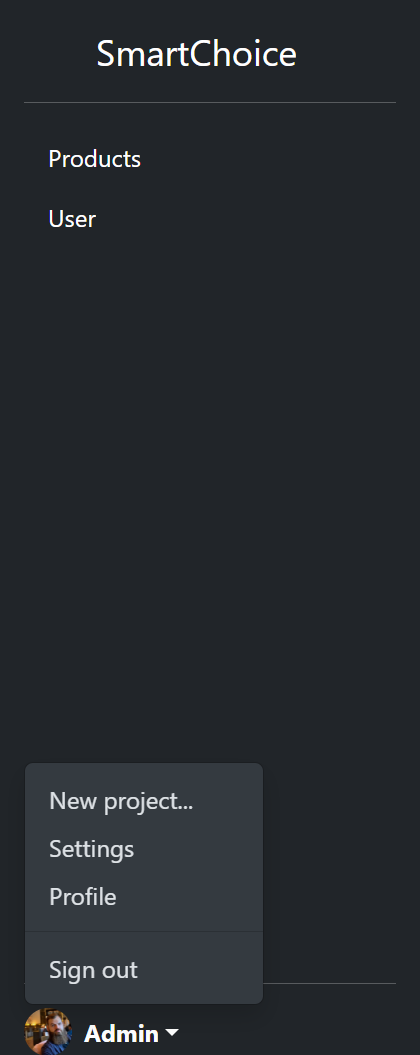 SmartChoice
Products
User
New project...
Settings
Profile
Sign out
Admin